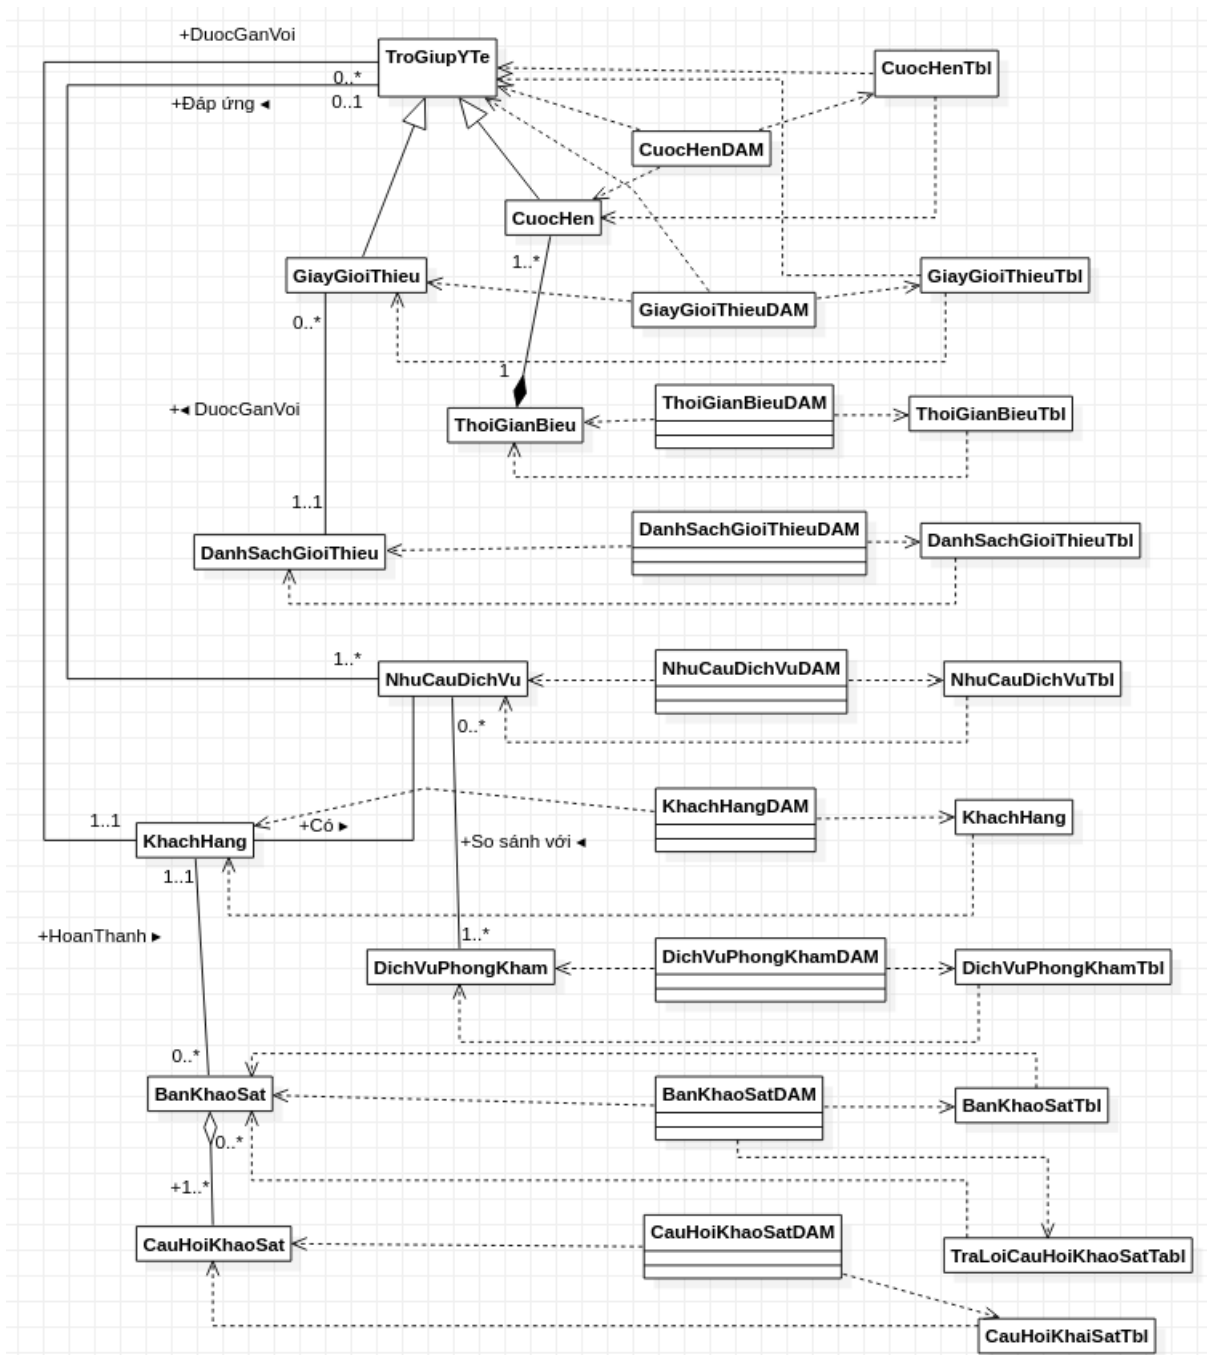 +DuocGanVoi
TroGiupYTe
CuocHenTbl
0..*
+Đáp ứng ◂
0..1
CuocHenDAM
CuocHen
1..*
GiayGioiThieu
GiayGioiThieuTbl
GiayGioiThieuDAM
0..*
1
ThoiGianBieuDAM
+◂ DuocGanVoi
ThoiGianBieuTbl
ThoiGianBieu
1..1
DanhSachGioiThieuDAM
DanhSachGioiThieuTbl
DanhSachGioiThieu
1..*
NhuCauDichVuDAM
NhuCauDichVu
NhuCauDichVuTbl
0..*
KhachHangDAM
KhachHang
1..1
+Có ▸
KhachHang
+So sánh với ◂
1..1
+HoanThanh ▸
1..*
DichVuPhongKhamDAM
DichVuPhongKham
DichVuPhongKhamTbl
0..*
BanKhaoSat
BanKhaoSatDAM
BanKhaoSatTbl
0..*
+1..*
CauHoiKhaoSatDAM
CauHoiKhaoSat
TraLoiCauHoiKhaoSatTabl
CauHoiKhaiSatTbl